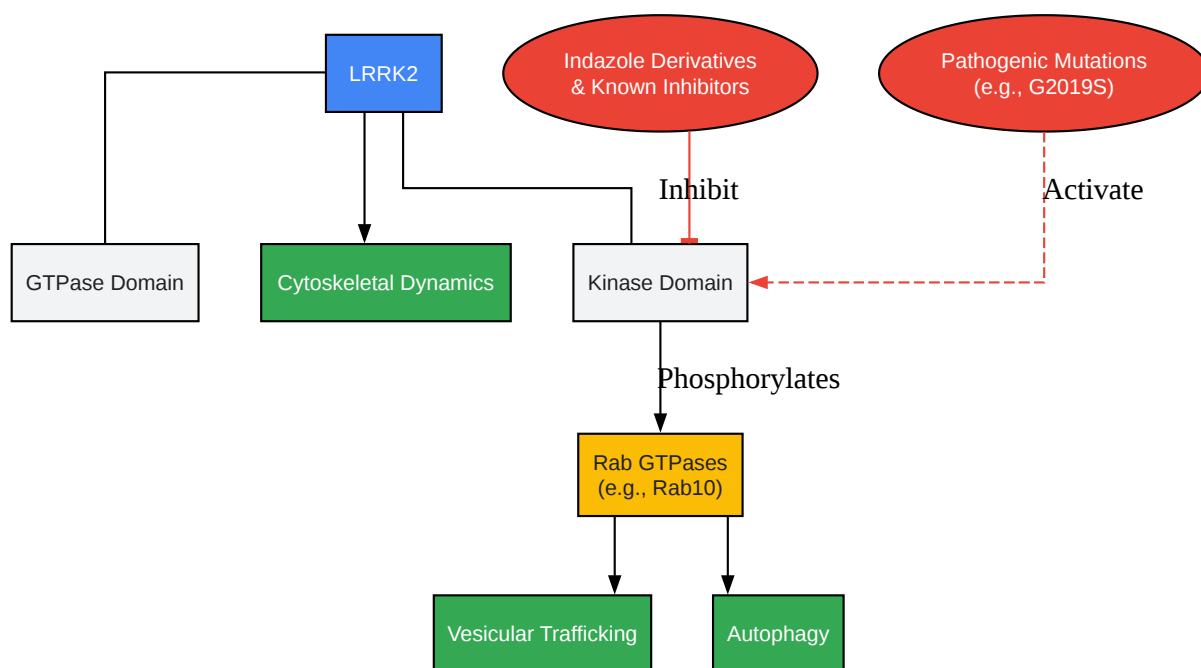 LRRK2
Indazole Derivatives
& Known Inhibitors
Pathogenic Mutations
(e.g., G2019S)
Inhibit
Activate
GTPase Domain
Cytoskeletal Dynamics
Kinase Domain
Phosphorylates
Rab GTPases
(e.g., Rab10)
Vesicular Trafficking
Autophagy